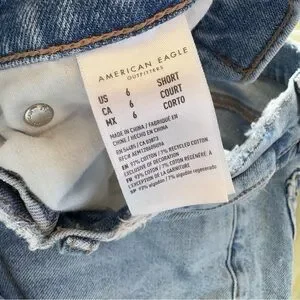 AMERICAN EAGLE
OUTFITTERS
US 6 SHORT
CA 6 COURT
MX 6 CORTO
MADE IN CHINA / FABRIQUÉ EN
CHINE / HECHO EN CHINA
EN 93% COTTON / 7% RECYCLED COTTON
EXCLUSIVE OF DECORATION
FR 93% COTON / 7% COTON RÉGÉNÉRÉ, À
L'EXCEPTION DE LA GARNITURE
SP 93% algodón / 7% algodón regenerado